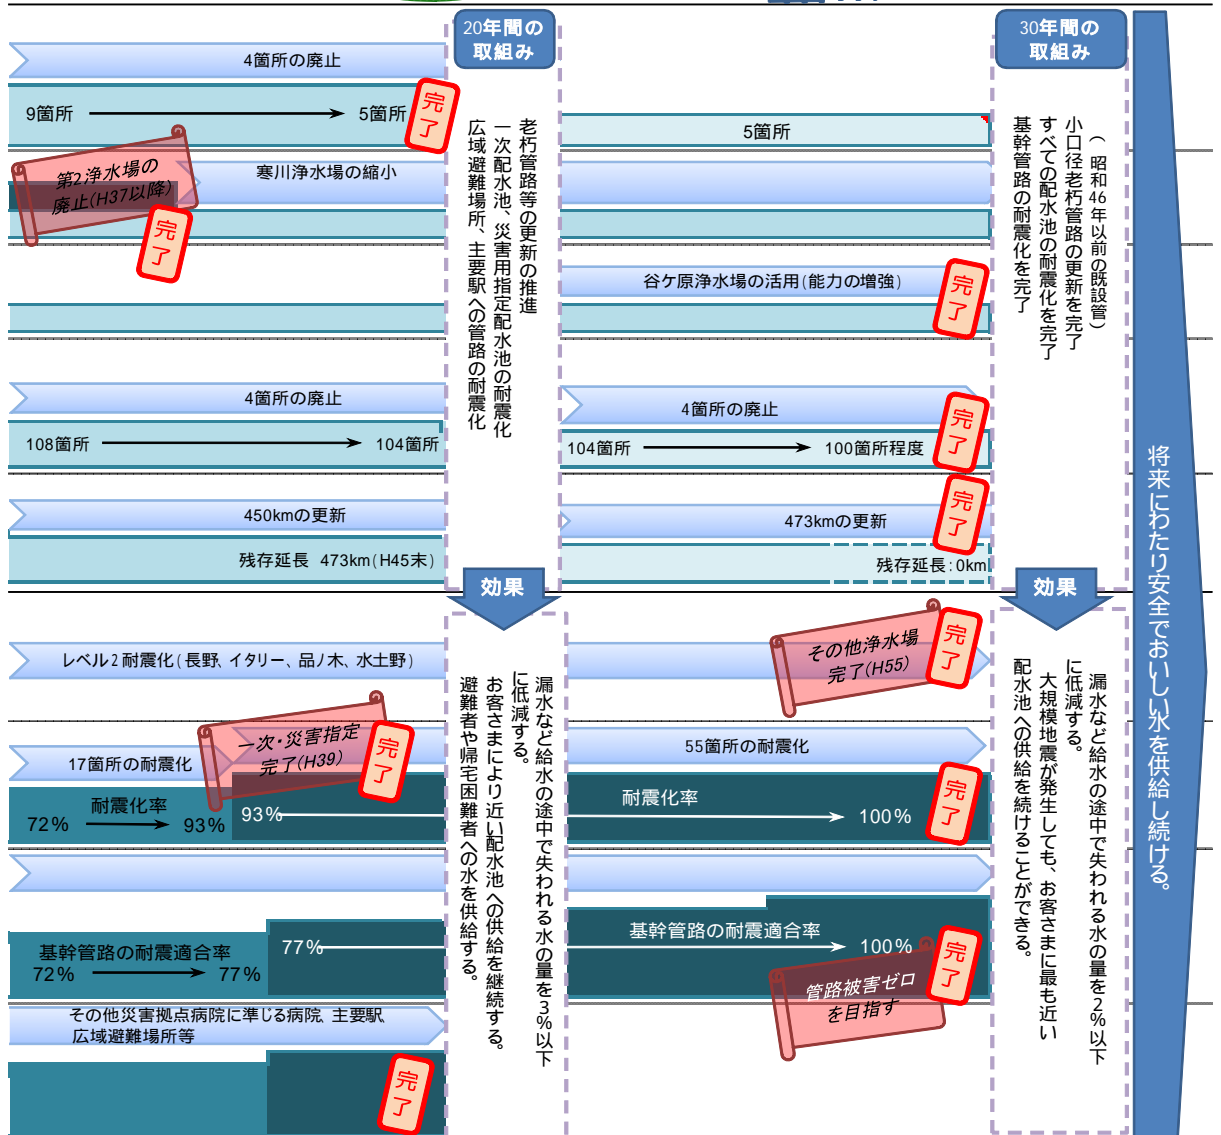 20年間の
取組み
30年間の
取組み
4箇所の廃止
9箇所
5箇所
完了
5箇所
第2浄水場の
廃止(H37以降)
完了
寒川浄水場の縮小
谷ケ原浄水場の活用(能力の増強)
完了
4箇所の廃止
108箇所
104箇所
4箇所の廃止
104箇所
100箇所程度
完了
450kmの更新
残存延長 473km(H45末)
473kmの更新
完了
残存延長：0km
老朽管路等の更新の推進
一次配水池、災害用指定配水池の耐震化
広域避難場所、主要駅への管路の耐震化
（昭和46年以前の既設管）
小口径老朽管路の更新を完了
すべての配水池の耐震化を完了
基幹管路の耐震化を完了
効果
効果
レベル2耐震化(長野、イタリー、品ノ木、水土野)
その他浄水場
完了(H55)
完了
17箇所の耐震化
一次・災害指定
完了(H39)
完了
55箇所の耐震化
耐震化率
72%
93%
93%
耐震化率
100%
完了
基幹管路の耐震適合率
72%
77%
77%
基幹管路の耐震適合率
100%
完了
管路被害ゼロ
を目指す
その他災害拠点病院に準じる病院、主要駅、
広域避難場所等
完了
漏水など給水の途中で失われる水の量を3%以下
に低減する。
お客さまにより近い配水池への供給を継続する。
避難者や帰宅困難者への水を供給する。
漏水など給水の途中で失われる水の量を2%以下
に低減する。
大規模地震が発生しても、お客さまに最も近い
配水池への供給を続けることができる。
将来にわたり安全でおいしい水を供給し続ける。